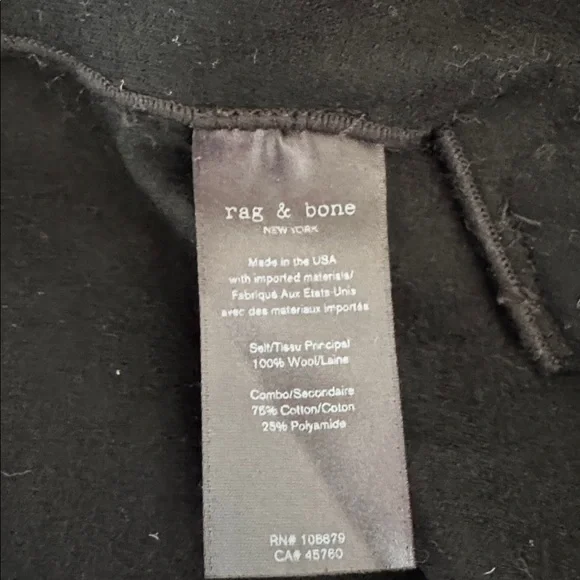 rag & bone
NEW YORK
Made in the USA
with imported materials/
Fabriqué Aux Etats-Unis
avec des matériaux importés
Self/Tissu Principal
100% Wool/Laine
Combo/Secondaire
75% Cotton/Coton
25% Polyamide
RN# 108879
CA# 45760